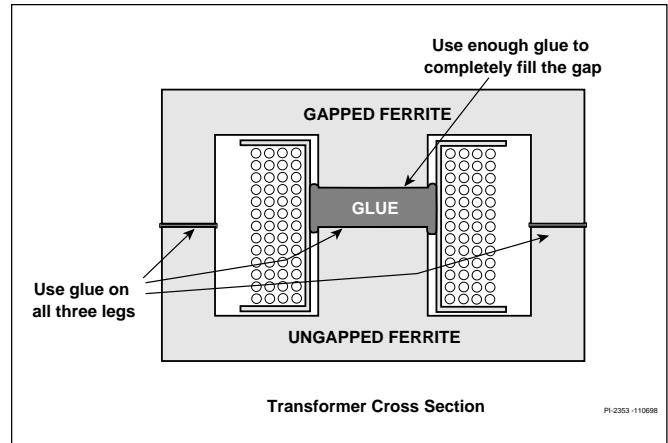 Use enough glue to
completely fill the gap
GAPPED FERRITE
GLUE
Use glue on
all three legs
UNGAPPED FERRITE
Transformer Cross Section
PI-2353 -110698